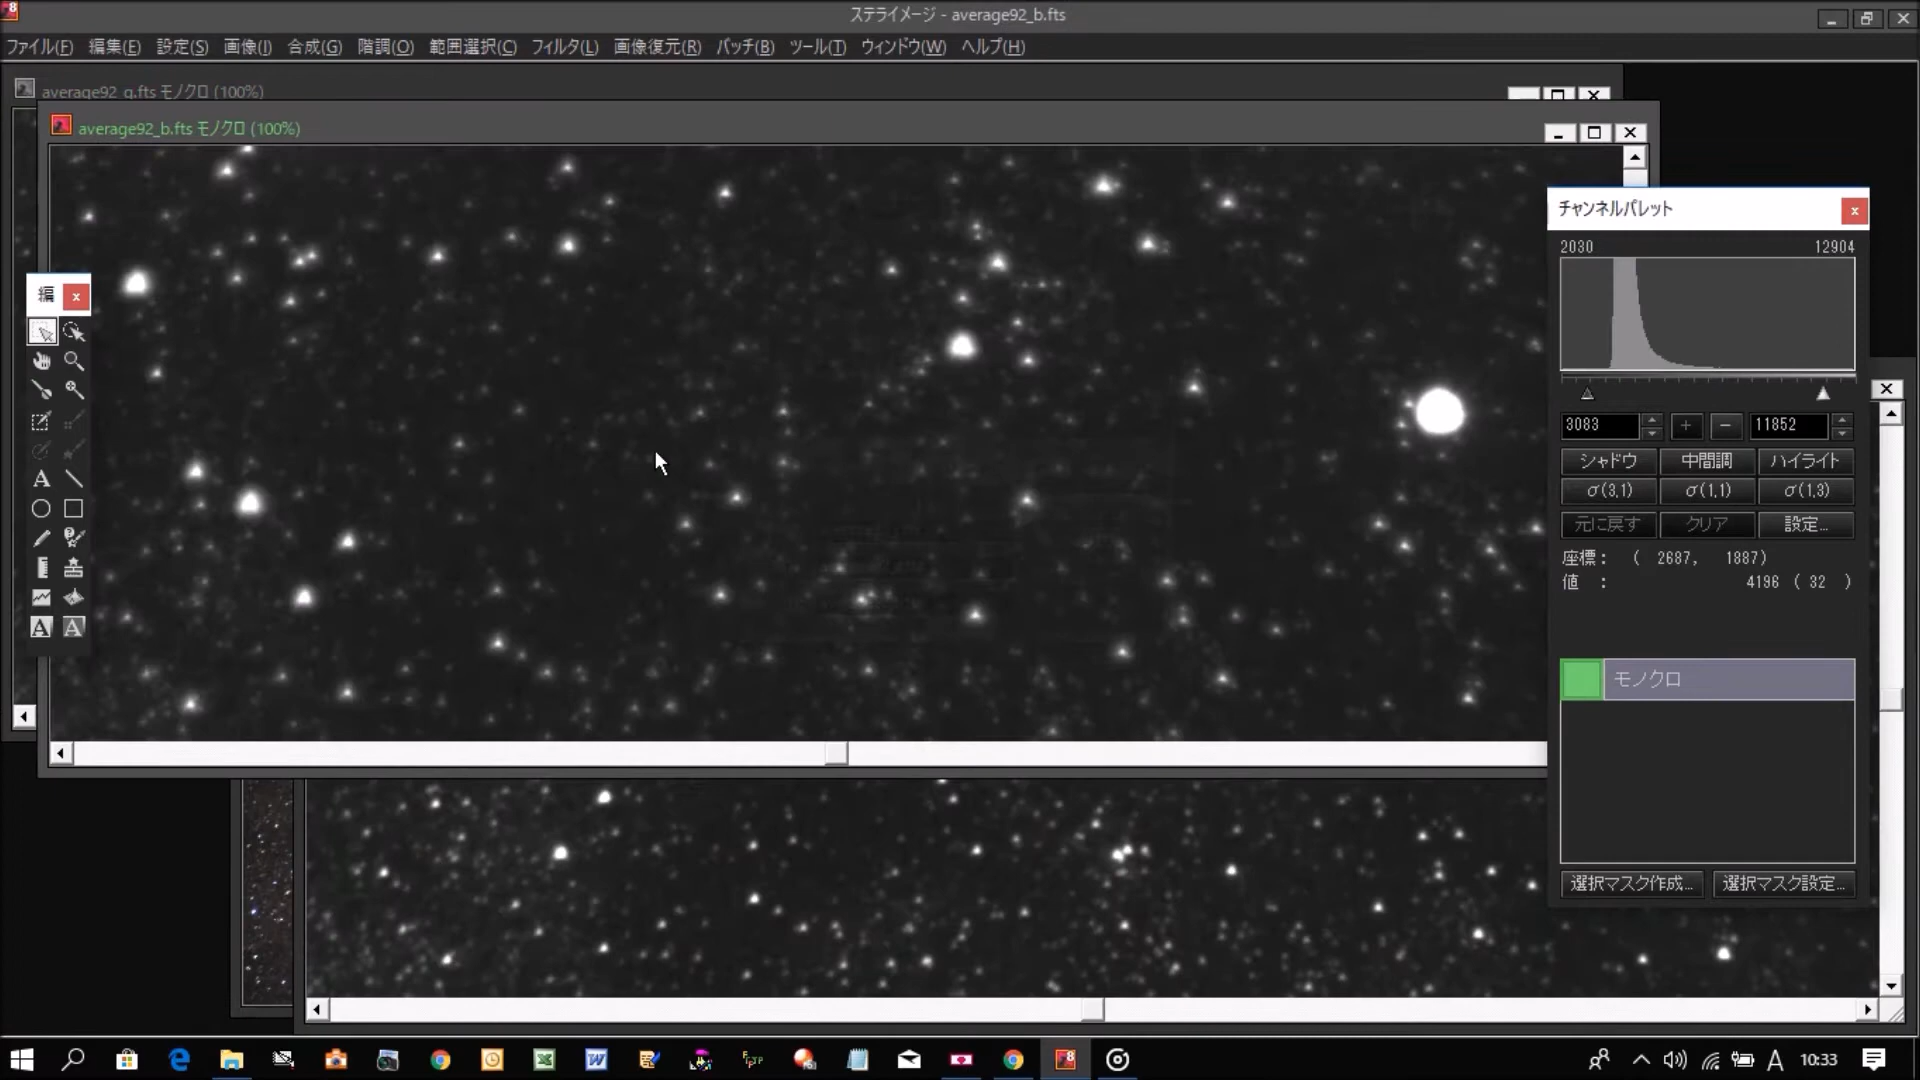 ステライメージ - average92_b.fts
ファイル(F) 編集(E) 設定(S) 画像(I) 合成(G) 階調(O) 範囲選択(C) フィルタ(L) 画像復元(R) バッチ(B) ツール(T) ウィンドウ(W) ヘルプ(H)
average92_g.fts モノクロ (100%)
average92_b.fts モノクロ (100%)
編
チャンネルパレット
2030 12904
3083 + - 11852
シャドウ 中間調 ハイライト
σ(3,1) σ(1,1) σ(1,3)
元に戻す クリア 設定...
座標: ( 2687, 1887)
値 : 4196 ( 32 )
モノクロ
選択マスク作成... 選択マスク設定...
A 10:33